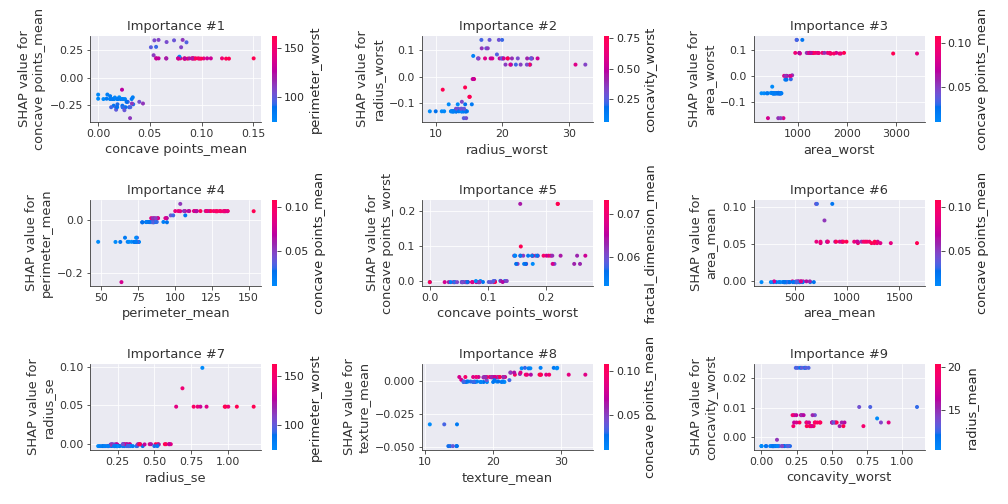 Importance #1
Importance #2
Importance #3
SHAP value for
concave points_mean
0.25
0.00
−0.25
0.00
0.05
0.10
0.15
concave points_mean
150
100
perimeter_worst
SHAP value for
radius_worst
0.1
0.0
−0.1
10
20
30
radius_worst
0.75
0.50
0.25
concavity_worst
SHAP value for
area_worst
0.1
0.0
−0.1
1000
2000
3000
area_worst
0.10
0.05
concave points_mean
Importance #4
Importance #5
Importance #6
SHAP value for
perimeter_mean
0.0
−0.2
50
75
100
125
150
perimeter_mean
0.10
0.05
concave points_mean
SHAP value for
concave points_worst
0.2
0.1
0.0
0.0
0.1
0.2
concave points_worst
0.07
0.06
fractal_dimension_mean
SHAP value for
area_mean
0.10
0.05
0.00
500
1000
1500
area_mean
0.10
0.05
concave points_mean
Importance #7
Importance #8
Importance #9
SHAP value for
radius_se
0.10
0.05
0.00
0.25
0.50
0.75
1.00
radius_se
150
100
perimeter_worst
SHAP value for
texture_mean
0.000
−0.025
−0.050
10
20
30
texture_mean
0.10
0.05
concave points_mean
SHAP value for
concavity_worst
0.02
0.01
0.00
0.00
0.25
0.50
0.75
1.00
concavity_worst
20
15
radius_mean